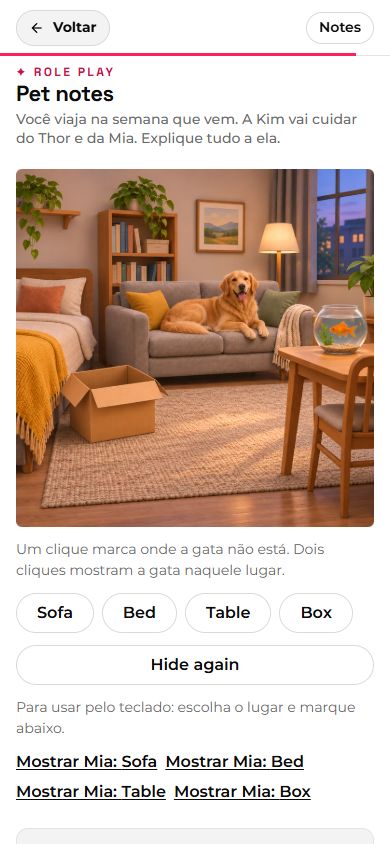 ← Voltar
Notes
✦ ROLE PLAY
Pet notes
Você viaja na semana que vem. A Kim vai cuidar
do Thor e da Mia. Explique tudo a ela.
Um clique marca onde a gata não está. Dois
cliques mostram a gata naquele lugar.
Sofa
Bed
Table
Box
Hide again
Para usar pelo teclado: escolha o lugar e marque
abaixo.
Mostrar Mia: Sofa Mostrar Mia: Bed
Mostrar Mia: Table Mostrar Mia: Box